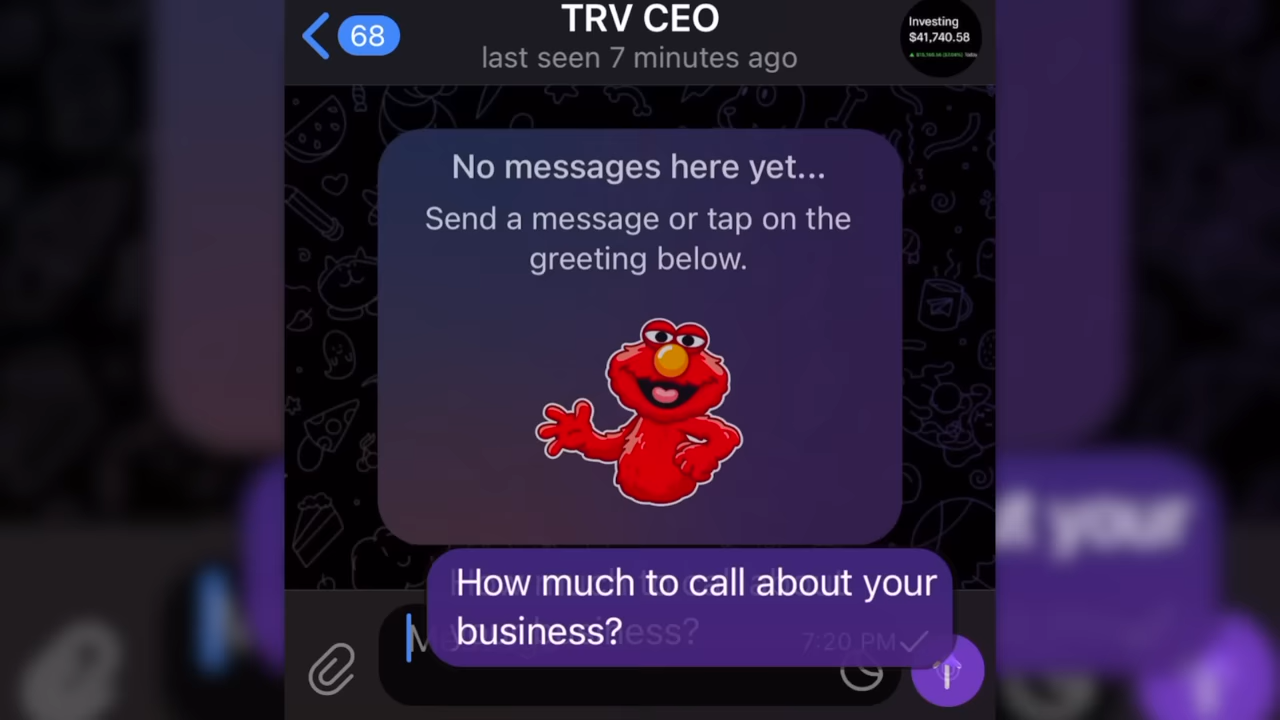 68
TRV CEO
last seen 7 minutes ago
Investing
$41,740.58
No messages here yet...
Send a message or tap on the
greeting below.
How much to call about your
business?
7:20 PM